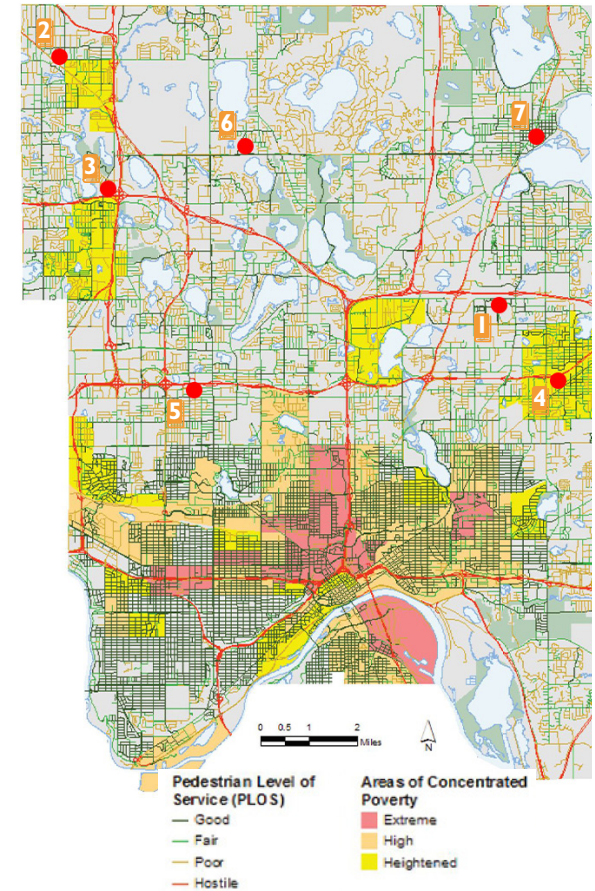 2
6
7
3
1
4
5
0 0.5 1 2
Miles
N
Pedestrian Level of
Service (PLOS)
Good
Fair
Poor
Hostile
Areas of Concentrated
Poverty
Extreme
High
Heightened